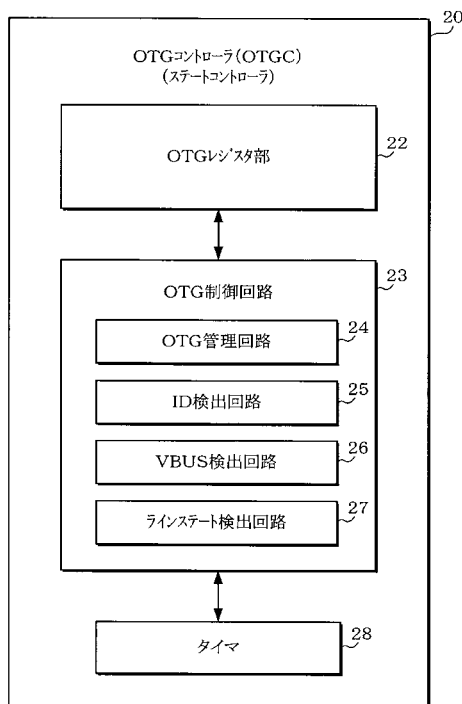 20
OTGコントローラ(OTGC)
(ステートコントローラ)
OTGレジスタ部
22
OTG制御回路
23
OTG管理回路
24
ID検出回路
25
VBUS検出回路
26
ラインステート検出回路
27
タイマ
28